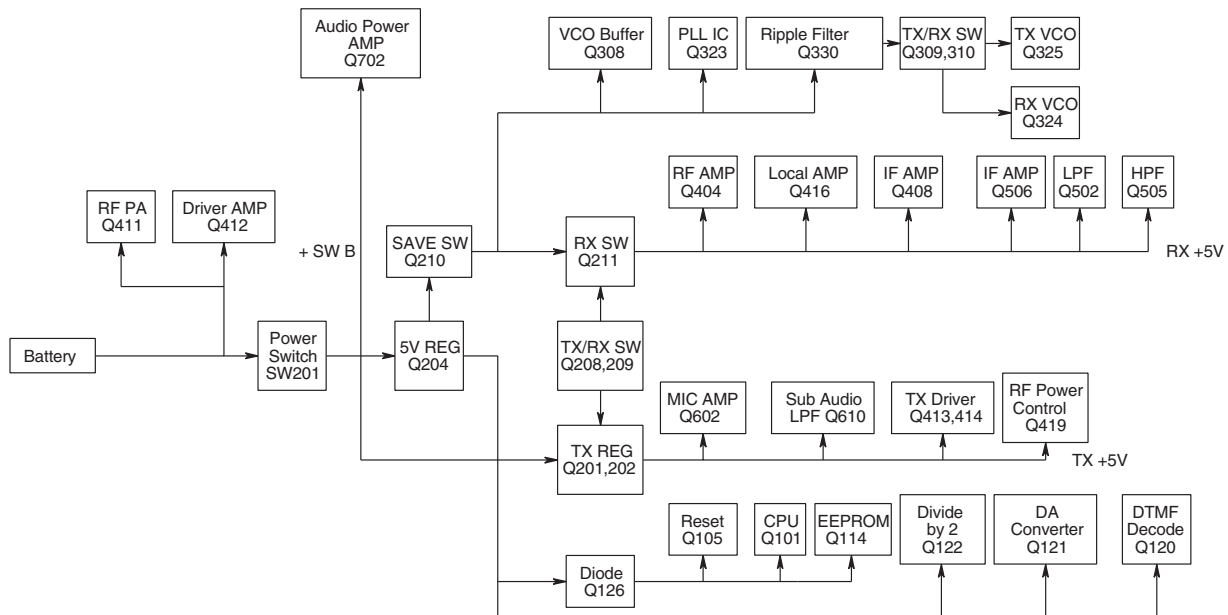 Audio Power
AMP
Q702
VCO Buffer
Q308
PLL IC
Q323
Ripple Filter
Q330
TX/RX SW
Q309,310
TX VCO
Q325
RX VCO
Q324
RF PA
Q411
Driver AMP
Q412
+ SW B
SAVE SW
Q210
RX SW
Q211
RF AMP
Q404
Local AMP
Q416
IF AMP
Q408
IF AMP
Q506
LPF
Q502
HPF
Q505
RX +5V
Battery
Power
Switch
SW201
5V REG
Q204
TX/RX SW
Q208,209
TX REG
Q201,202
MIC AMP
Q602
Sub Audio
LPF Q610
TX Driver
Q413,414
RF Power
Control
Q419
TX +5V
Diode
Q126
Reset
Q105
CPU
Q101
EEPROM
Q114
Divide
by 2
Q122
DA
Converter
Q121
DTMF
Decode
Q120